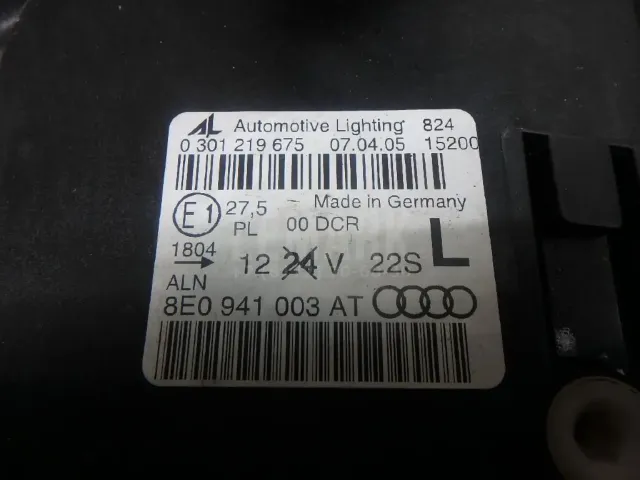 AL Automotive Lighting 824
0 301 219 675 07.04.05 15200
E1 27,5 Made in Germany
PL 00 DCR
1804
12 24 V 22S L
ALN
8E0 941 003 AT